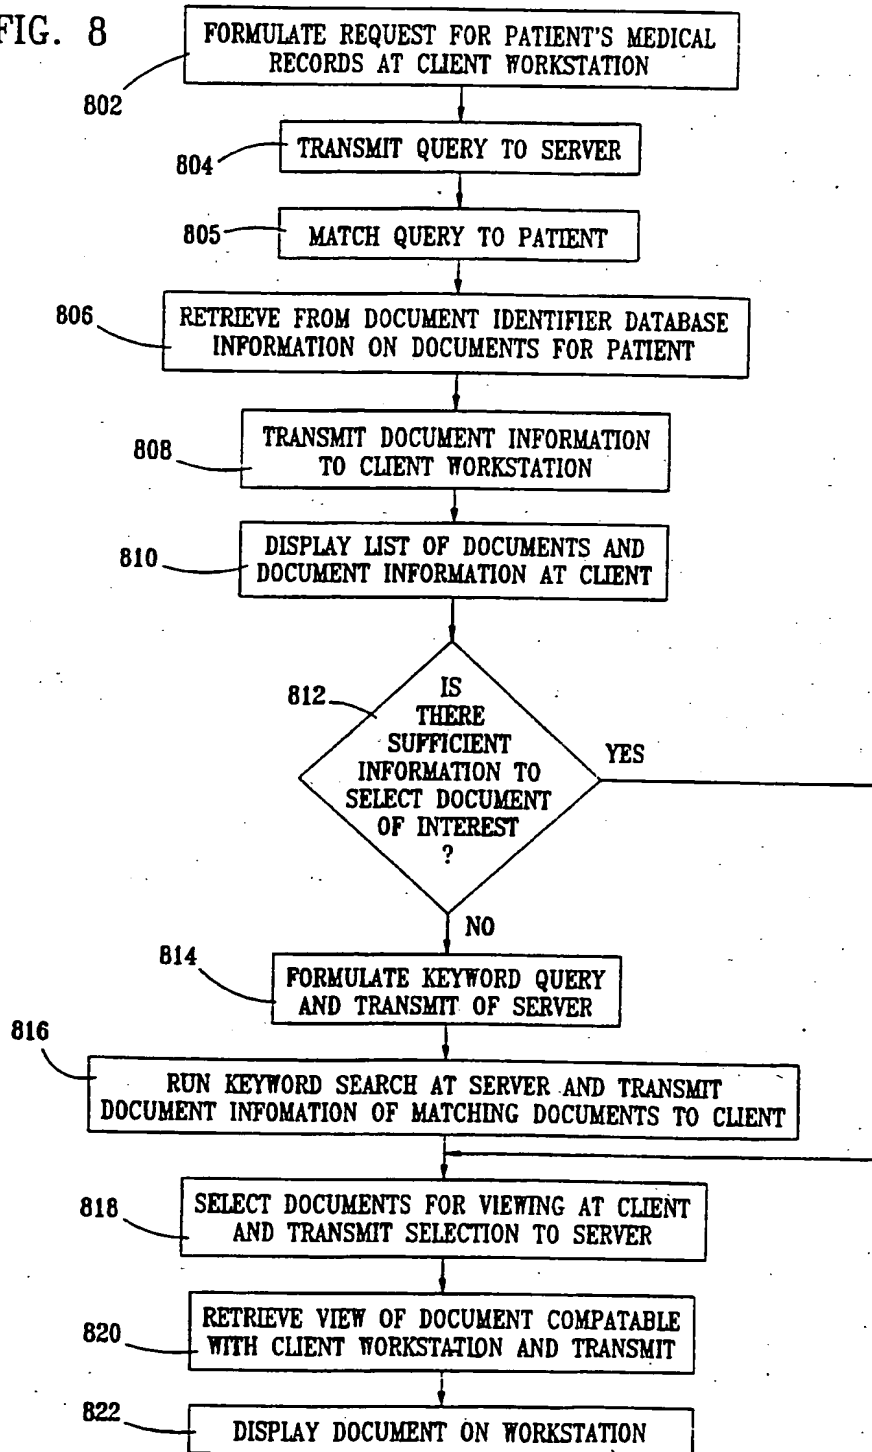 FIG. 8
FORMULATE REQUEST FOR PATIENT'S MEDICAL
RECORDS AT CLIENT WORKSTATION
802
TRANSMIT QUERY TO SERVER
804
MATCH QUERY TO PATIENT
805
RETRIEVE FROM DOCUMENT IDENTIFIER DATABASE
INFORMATION ON DOCUMENTS FOR PATIENT
806
TRANSMIT DOCUMENT INFORMATION
TO CLIENT WORKSTATION
808
DISPLAY LIST OF DOCUMENTS AND
DOCUMENT INFORMATION AT CLIENT
810
812
IS
THERE
SUFFICIENT
INFORMATION TO
SELECT DOCUMENT
OF INTEREST
?
YES
NO
814
FORMULATE KEYWORD QUERY
AND TRANSMIT OF SERVER
816
RUN KEYWORD SEARCH AT SERVER AND TRANSMIT
DOCUMENT INFOMATION OF MATCHING DOCUMENTS TO CLIENT
818
SELECT DOCUMENTS FOR VIEWING AT CLIENT
AND TRANSMIT SELECTION TO SERVER
820
RETRIEVE VIEW OF DOCUMENT COMPATABLE
WITH CLIENT WORKSTATION AND TRANSMIT
822
DISPLAY DOCUMENT ON WORKSTATION